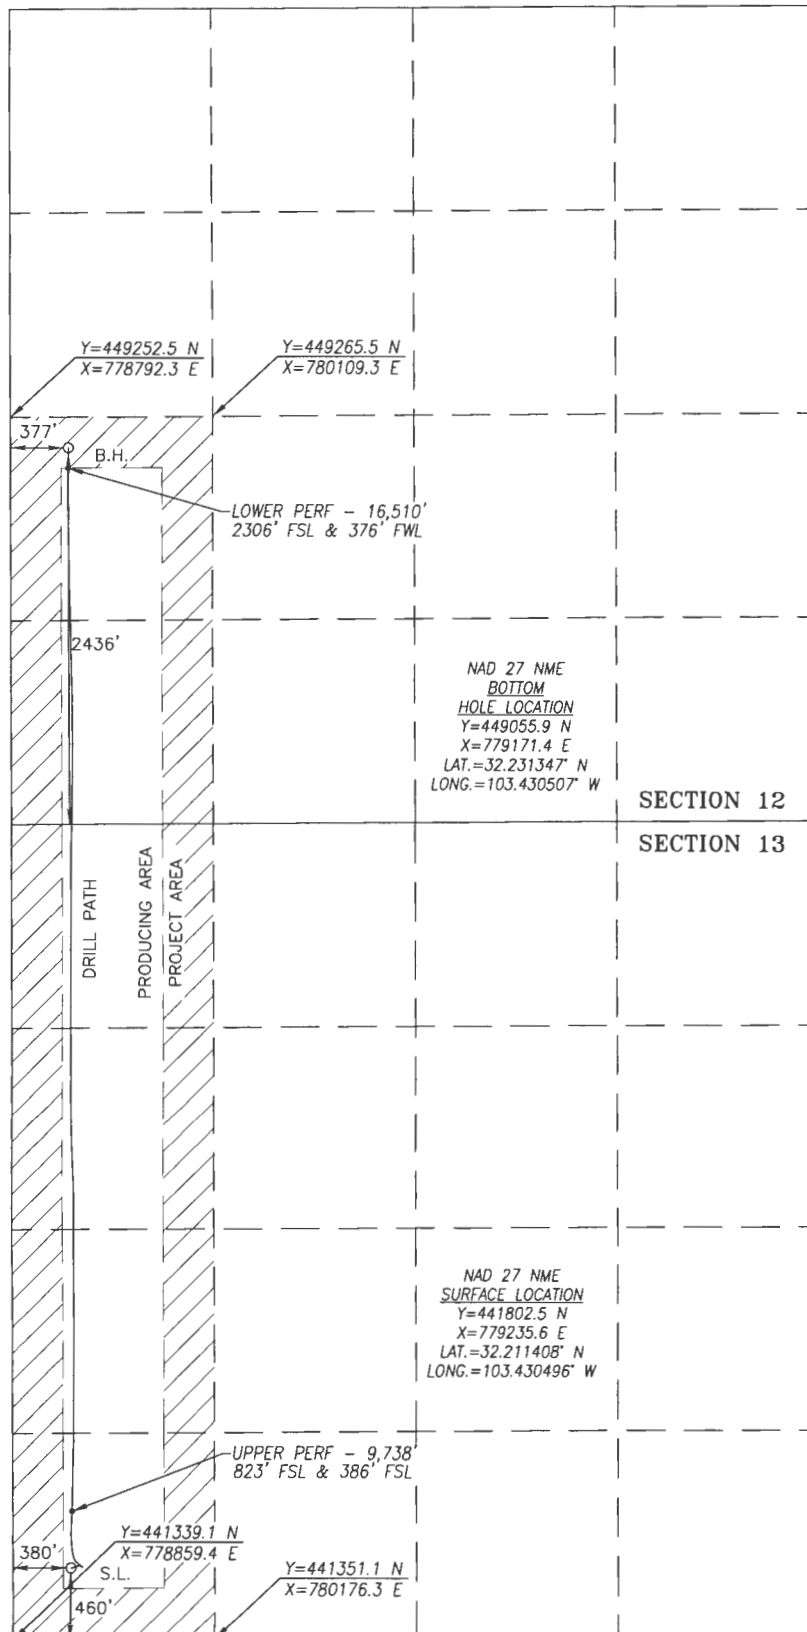 Y=449252.5 N
X=778792.3 E
Y=449265.5 N
X=780109.3 E
377'
B.H.
LOWER PERF - 16,510'
2306' FSL & 376' FWL
2436'
NAD 27 NME
BOTTOM
HOLE LOCATION
Y=449055.9 N
X=779171.4 E
LAT.=32.231347° N
LONG.=103.430507° W
SECTION 12
SECTION 13
DRILL PATH
PRODUCING AREA
PROJECT AREA
NAD 27 NME
SURFACE LOCATION
Y=441802.5 N
X=779235.6 E
LAT.=32.211408° N
LONG.=103.430496° W
UPPER PERF - 9,738'
823' FSL & 386' FSL
Y=441339.1 N
X=778859.4 E
380'
S.L.
Y=441351.1 N
X=780176.3 E
460'